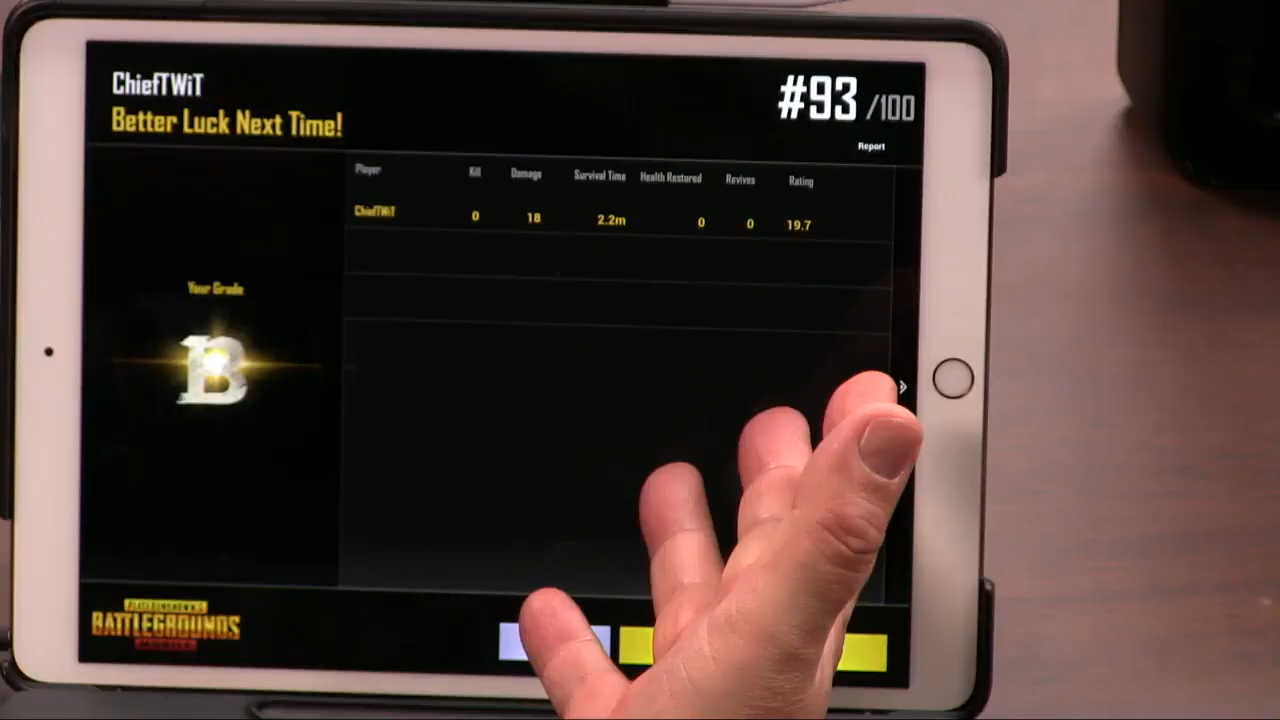 ChiefTWiT
Better Luck Next Time!
#93 /100
Report
Player Kill Damage Survival Time Health Restored Revives Rating
ChiefTWiT 0 18 2.2m 0 0 19.7
Your Grade
B
PLAYERUNKNOWN'S
BATTLEGROUNDS
MOBILE